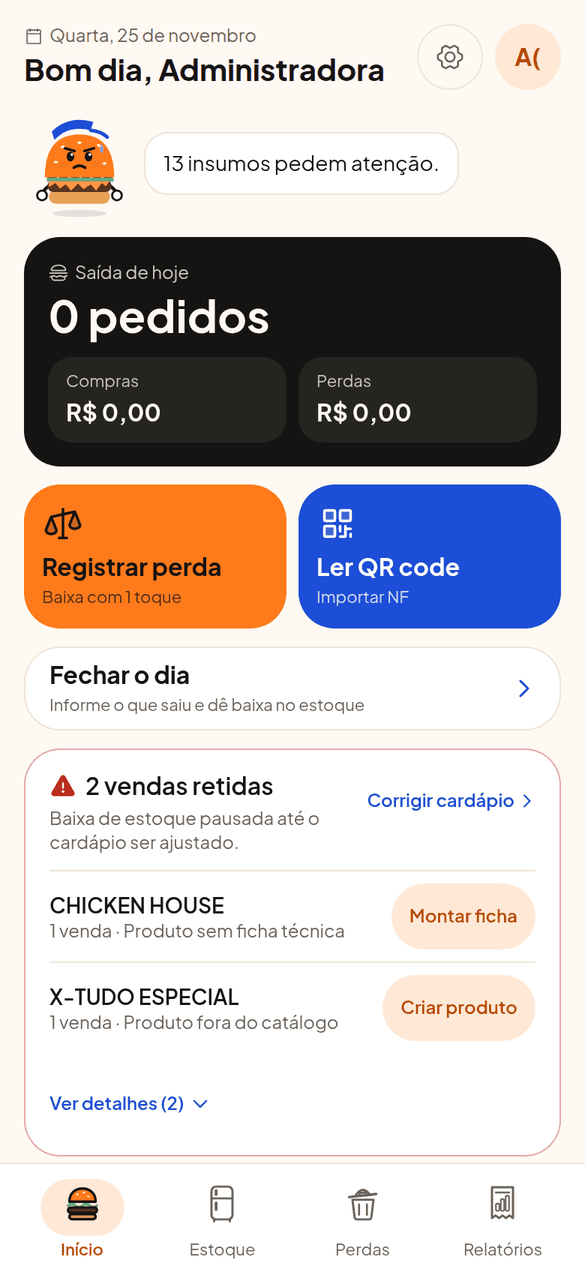 Quarta, 25 de novembro
Bom dia, Administradora
A(
13 insumos pedem atenção.
Saída de hoje
0 pedidos
Compras
R$ 0,00
Perdas
R$ 0,00
Registrar perda
Baixa com 1 toque
Ler QR code
Importar NF
Fechar o dia
Informe o que saiu e dê baixa no estoque
2 vendas retidas
Corrigir cardápio
Baixa de estoque pausada até o
cardápio ser ajustado.
CHICKEN HOUSE
1 venda · Produto sem ficha técnica
Montar ficha
X-TUDO ESPECIAL
1 venda · Produto fora do catálogo
Criar produto
Ver detalhes (2)
Início
Estoque
Perdas
Relatórios